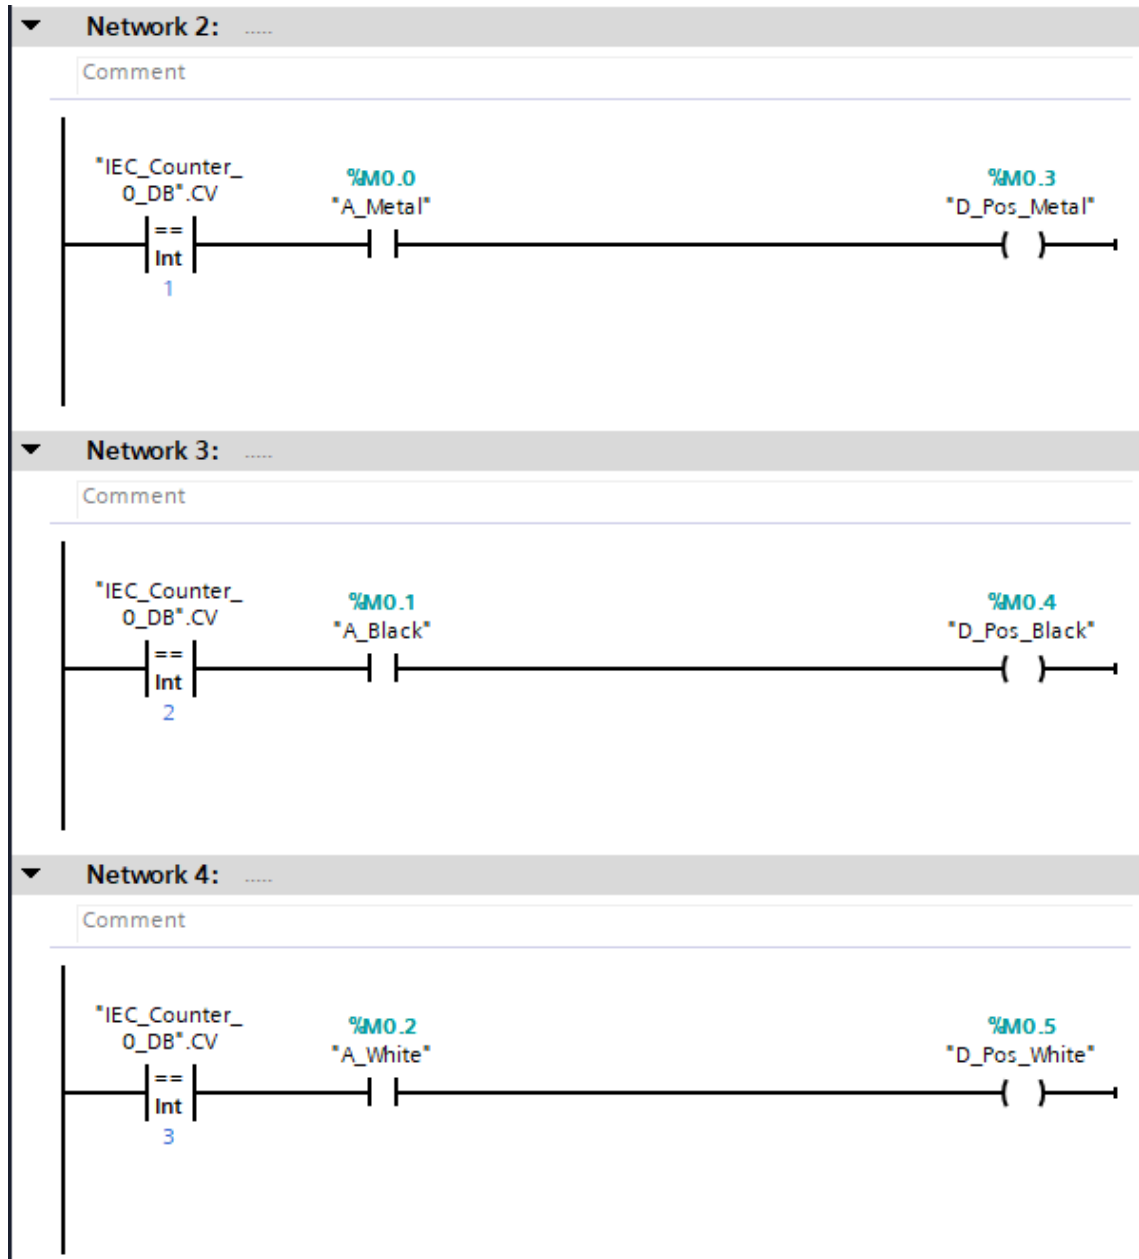 Network 2: .....
Comment
"IEC_Counter_
0_DB".CV
%M0.0
"A_Metal"
%M0.3
"D_Pos_Metal"
==
Int
1
Network 3: .....
Comment
"IEC_Counter_
0_DB".CV
%M0.1
"A_Black"
%M0.4
"D_Pos_Black"
==
Int
2
Network 4: .....
Comment
"IEC_Counter_
0_DB".CV
%M0.2
"A_White"
%M0.5
"D_Pos_White"
==
Int
3